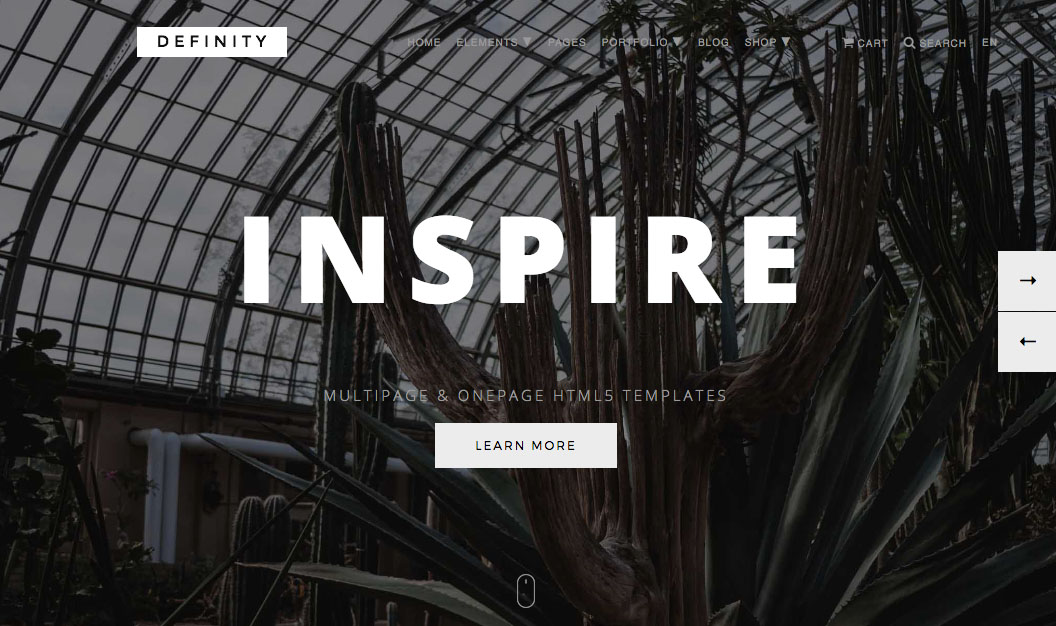 DEFINITY
HOME ELEMENTS PAGES PORTFOLIO BLOG SHOP CART SEARCH EN
INSPIRE
MULTIPAGE & ONEPAGE HTML5 TEMPLATES
LEARN MORE